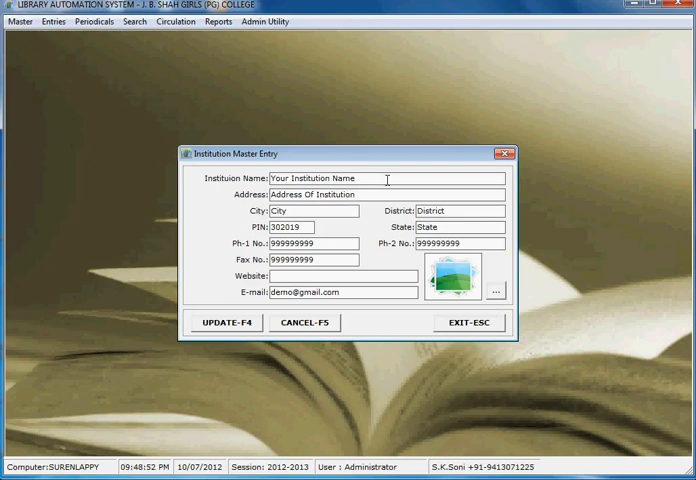 LIBRARY AUTOMATION SYSTEM - J. B. SHAH GIRLS (PG) COLLEGE
Master Entries Periodicals Search Circulation Reports Admin Utility
Institution Master Entry
Instituion Name: Your Institution Name
Address: Address Of Institution
City: City District: District
PIN: 302019 State: State
Ph-1 No.: 999999999 Ph-2 No.: 999999999
Fax No.: 999999999
Website:
E-mail: demo@gmail.com
...
UPDATE-F4 CANCEL-F5 EXIT-ESC
Computer:SURENLAPPY 09:48:52 PM 10/07/2012 Session: 2012-2013 User : Administrator S.K.Soni +91-9413071225